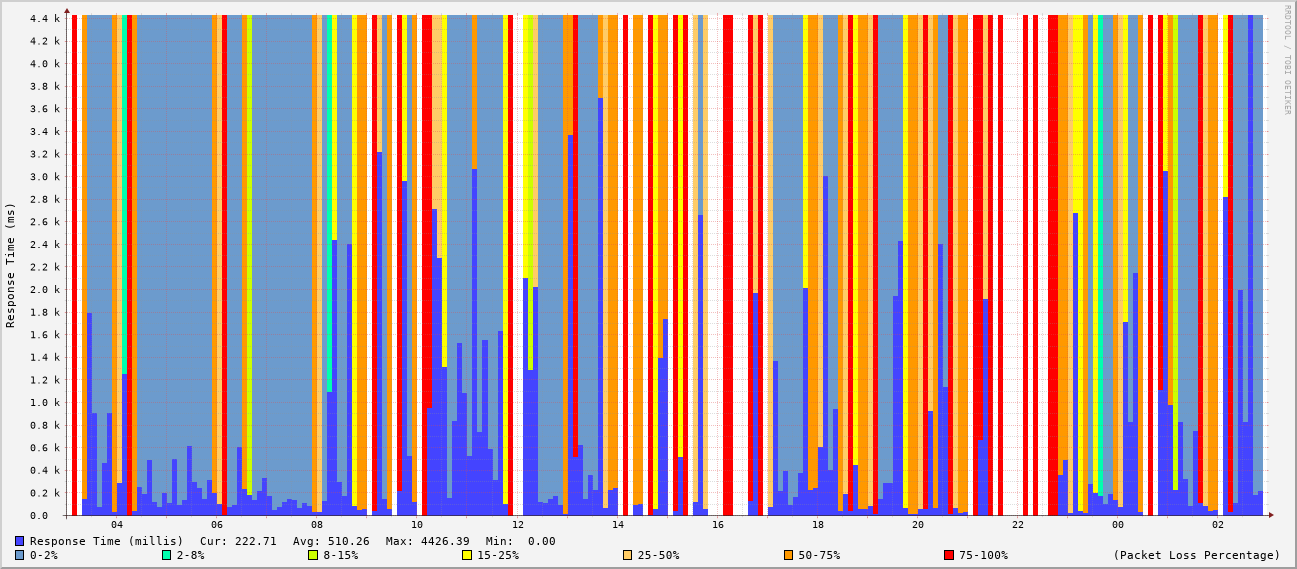 4.4 k
4.2 k
4.0 k
3.8 k
3.6 k
3.4 k
3.2 k
3.0 k
2.8 k
2.6 k
2.4 k
2.2 k
2.0 k
1.8 k
1.6 k
1.4 k
1.2 k
1.0 k
0.8 k
0.6 k
0.4 k
0.2 k
0.0
Response Time (ms)
RRDTOOL / TOBI OETIKER
04 06 08 10 12 14 16 18 20 22 00 02
Response Time (millis) Cur: 222.71 Avg: 510.26 Max: 4426.39 Min: 0.00
0-2% 2-8% 8-15% 15-25% 25-50% 50-75% 75-100% (Packet Loss Percentage)